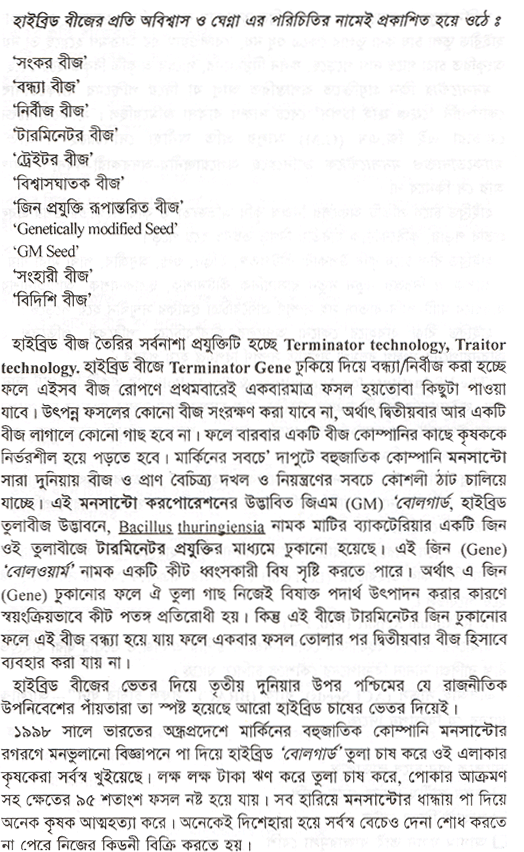 হাইব্রিড বীজের প্রতি অবিশ্বাস ও ঘেণ্ণা এর পরিচিতির নামেই প্রকাশিত হয়ে ওঠে ঃ
‘সংকর বীজ’
‘বন্ধ্যা বীজ’
‘নির্বীজ বীজ’
‘টারমিনেটর বীজ’
‘ট্রেইটর বীজ’
‘বিশ্বাসঘাতক বীজ’
‘জিন প্রযুক্তি রূপান্তরিত বীজ’
‘Genetically modified Seed’
‘GM Seed’
‘সংহারী বীজ’
‘বিদিশি বীজ’
হাইব্রিড বীজ তৈরির সর্বনাশা প্রযুক্তিটি হচ্ছে Terminator technology, Traitor
technology. হাইব্রিড বীজে Terminator Gene ঢুকিয়ে দিয়ে বন্ধ্যা/নির্বীজ করা হচ্ছে
ফলে এইসব বীজ রোপণে প্রথমবারেই একবারমাত্র ফসল হয়তোবা কিছুটা পাওয়া
যাবে। উৎপন্ন ফসলের কোনো বীজ সংরক্ষণ করা যাবে না, অর্থাৎ দ্বিতীয়বার আর একটি
বীজ লাগালে কোনো গাছ হবে না। ফলে বারবার একটি বীজ কোম্পানির কাছে কৃষককে
নির্ভরশীল হয়ে পড়তে হবে। মার্কিনের সবচে’ দাপুটে বহুজাতিক কোম্পানি মনসান্টো
সারা দুনিয়ায় বীজ ও প্রাণ বৈচিত্র্য দখল ও নিয়ন্ত্রণের সবচে কৌশলী ঠাট চালিয়ে
যাচ্ছে। এই মনসান্টো করপোরেশনের উদ্ভাবিত জিএম (GM) ‘বোলগার্ড, হাইব্রিড
তুলাবীজ উদ্ভাবনে, Bacillus thuringiensia নামক মাটির ব্যাকটেরিয়ার একটি জিন
ওই তুলাবীজে টারমিনেটর প্রযুক্তির মাধ্যমে ঢুকানো হয়েছে। এই জিন (Gene)
‘বোলওয়ার্ম’ নামক একটি কীট ধ্বংসকারী বিষ সৃষ্টি করতে পারে। অর্থাৎ এ জিন
(Gene) ঢুকানোর ফলে ঐ তুলা গাছ নিজেই বিষাক্ত পদার্থ উৎপাদন করার কারণে
স্বয়ংক্রিয়ভাবে কীট পতঙ্গ প্রতিরোধী হয়। কিন্তু এই বীজে টারমিনেটর জিন ঢুকানোর
ফলে এই বীজ বন্ধ্যা হয়ে যায় ফলে একবার ফসল তোলার পর দ্বিতীয়বার বীজ হিসাবে
ব্যবহার করা যায় না।
হাইব্রিড বীজের ভেতর দিয়ে তৃতীয় দুনিয়ার উপর পশ্চিমের যে রাজনীতিক
উপনিবেশের পাঁয়তারা তা স্পষ্ট হয়েছে আরো হাইব্রিড চাষের ভেতর দিয়েই।
১৯৯৮ সালে ভারতের অন্ধ্রপ্রদেশে মার্কিনের বহুজাতিক কোম্পানি মনসান্টোর
রগরগে মনভুলানো বিজ্ঞাপনে পা দিয়ে হাইব্রিড ‘বোলগার্ড’ তুলা চাষ করে ওই এলাকার
কৃষকেরা সর্বস্ব খুইয়েছে। লক্ষ লক্ষ টাকা ঋণ করে তুলা চাষ করে, পোকার আক্রমণ
সহ ক্ষেতের ৯৫ শতাংশ ফসল নষ্ট হয়ে যায়। সব হারিয়ে মনসান্টোর ধান্ধায় পা দিয়ে
অনেক কৃষক আত্মহত্যা করে। অনেকেই দিশেহারা হয়ে সর্বস্ব বেচেও দেনা শোধ করতে
না পেরে নিজের কিডনী বিক্রি করতে হয়।